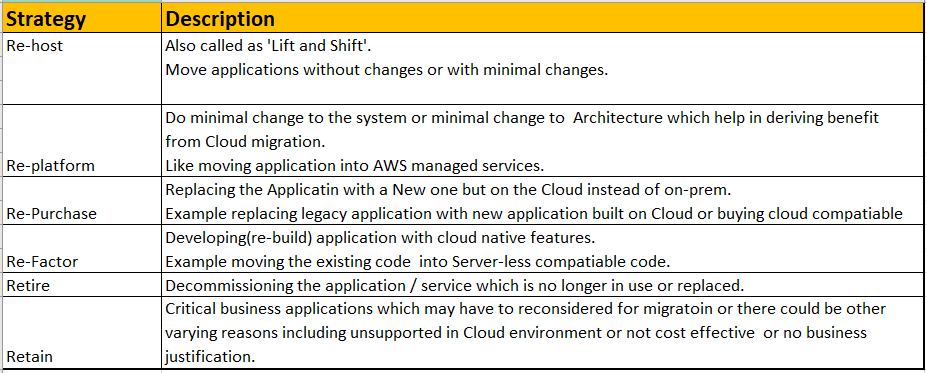 Strategy Description
Re-host Also called as 'Lift and Shift'.
Move applications without changes or with minimal changes.
Do minimal change to the system or minimal change to  Architecture which help in deriving benefit
from Cloud migration.
Re-platform Like moving application into AWS managed services.
Replacing the Applicatin with a New one but on the Cloud instead of on-prem.
Re-Purchase Example replacing legacy application with new application built on Cloud or buying cloud compatiable
Developing(re-build) application with cloud native features.
Re-Factor Example moving the existing code  into Server-less compatiable code.
Retire Decommissioning the application / service which is no longer in use or replaced.
Critical business applications which may have to reconsidered for migratoin or there could be other
varying reasons including unsupported in Cloud environment or not cost effective  or no business
Retain justification.